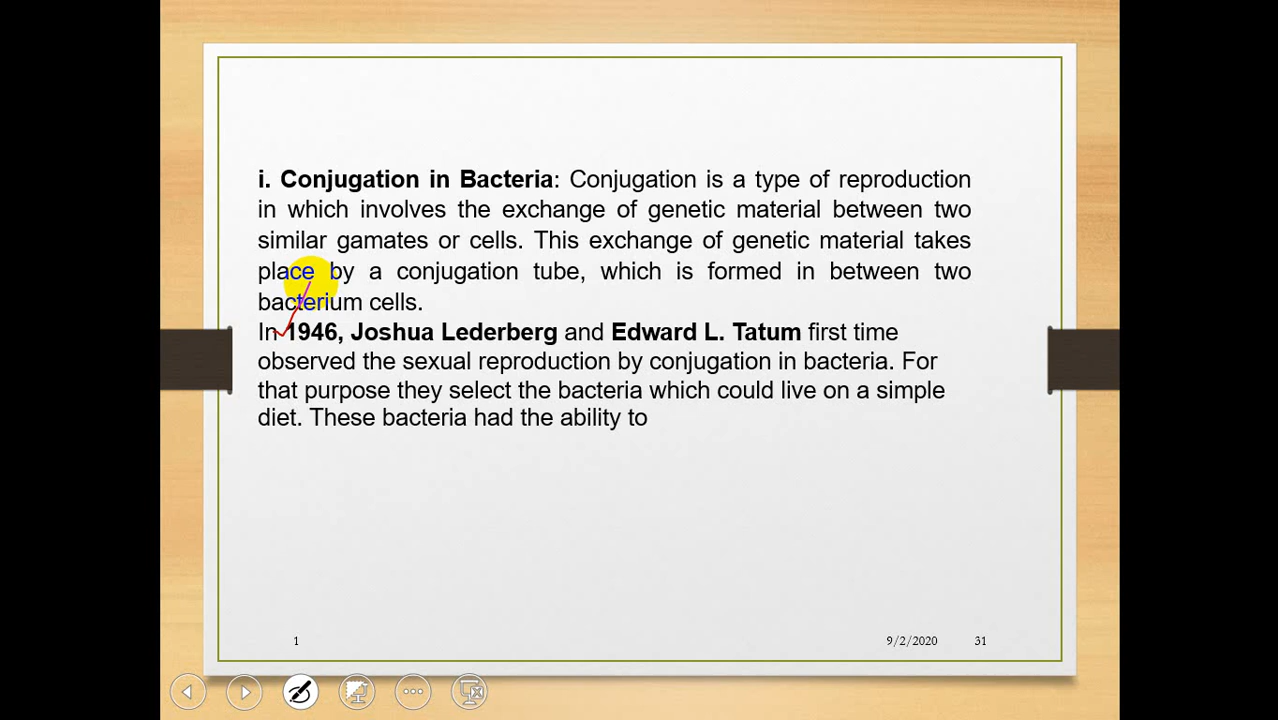 i. Conjugation in Bacteria: Conjugation is a type of reproduction
in which involves the exchange of genetic material between two
similar gamates or cells. This exchange of genetic material takes
place by a conjugation tube, which is formed in between two
bacterium cells.
In 1946, Joshua Lederberg and Edward L. Tatum first time
observed the sexual reproduction by conjugation in bacteria. For
that purpose they select the bacteria which could live on a simple
diet. These bacteria had the ability to
1 9/2/2020 31